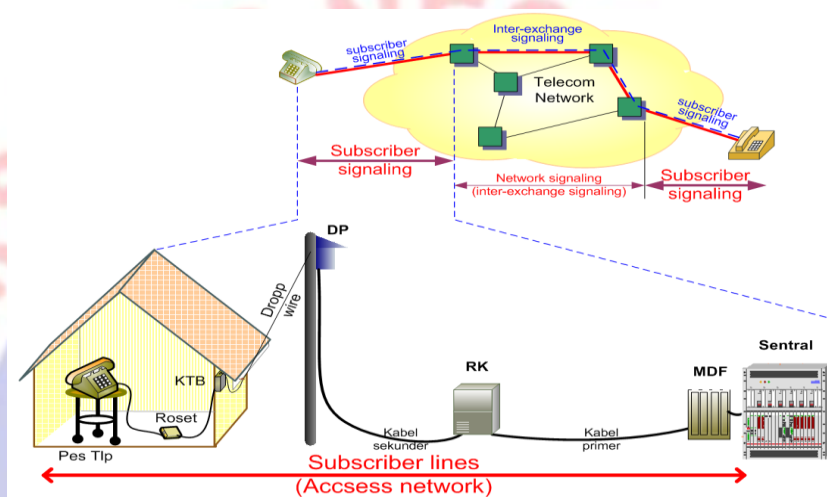 Inter-exchange
signaling
subscriber
signaling
Telecom
Network
subscriber
signaling
Subscriber
signaling
Network signaling
(inter-exchange signaling)
Subscriber
signaling
DP
Dropp
wire
KTB
Roset
Pes Tlp
RK
MDF
Sentral
Kabel
sekunder
Kabel
primer
Subscriber lines
(Accsess network)